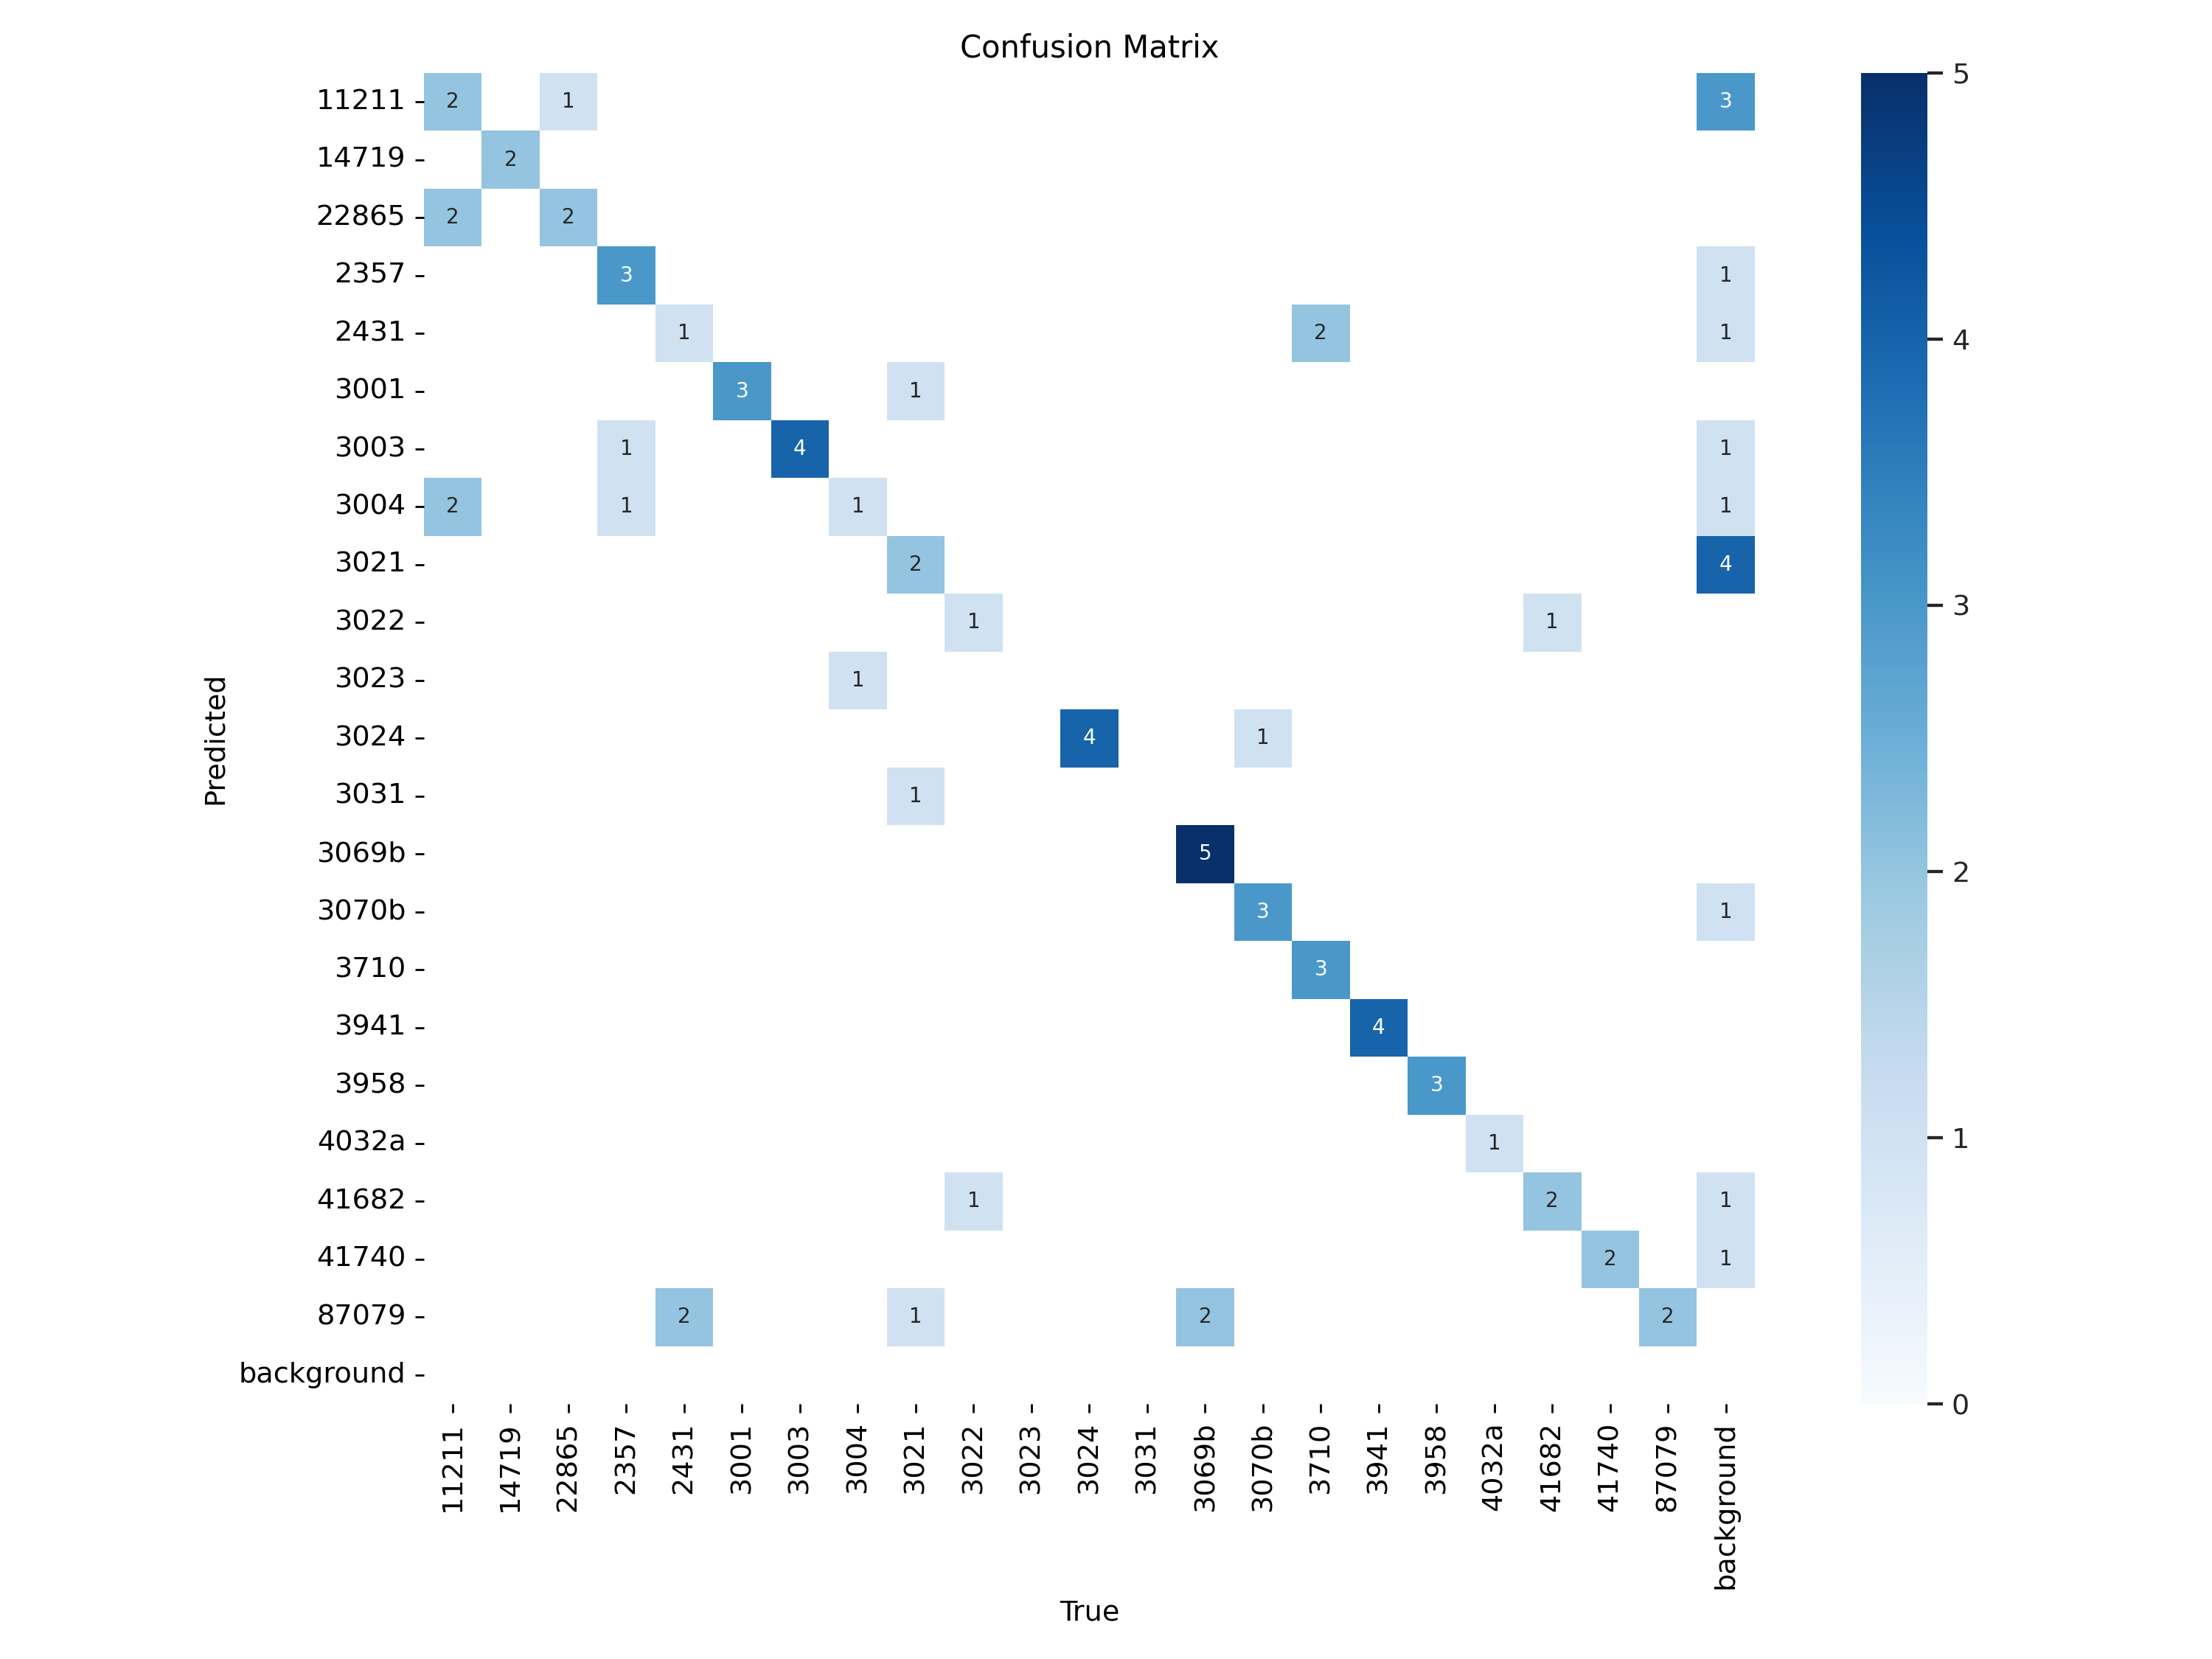 Confusion Matrix
11211 2 1 3
14719 2
22865 2 2
2357 3 1
2431 1 2 1
3001 3 1
3003 1 4 1
3004 2 1 1 1
3021 2 4
3022 1 1
3023 1
3024 4 1
3031 1
3069b 5
3070b 3 1
3710 3
3941 4
3958 3
4032a 1
41682 1 2 1
41740 2 1
87079 2 1 2 2
background
11211 14719 22865 2357 2431 3001 3003 3004 3021 3022 3023 3024 3031 3069b 3070b 3710 3941 3958 4032a 41682 41740 87079 background
Predicted
True
5
4
3
2
1
0